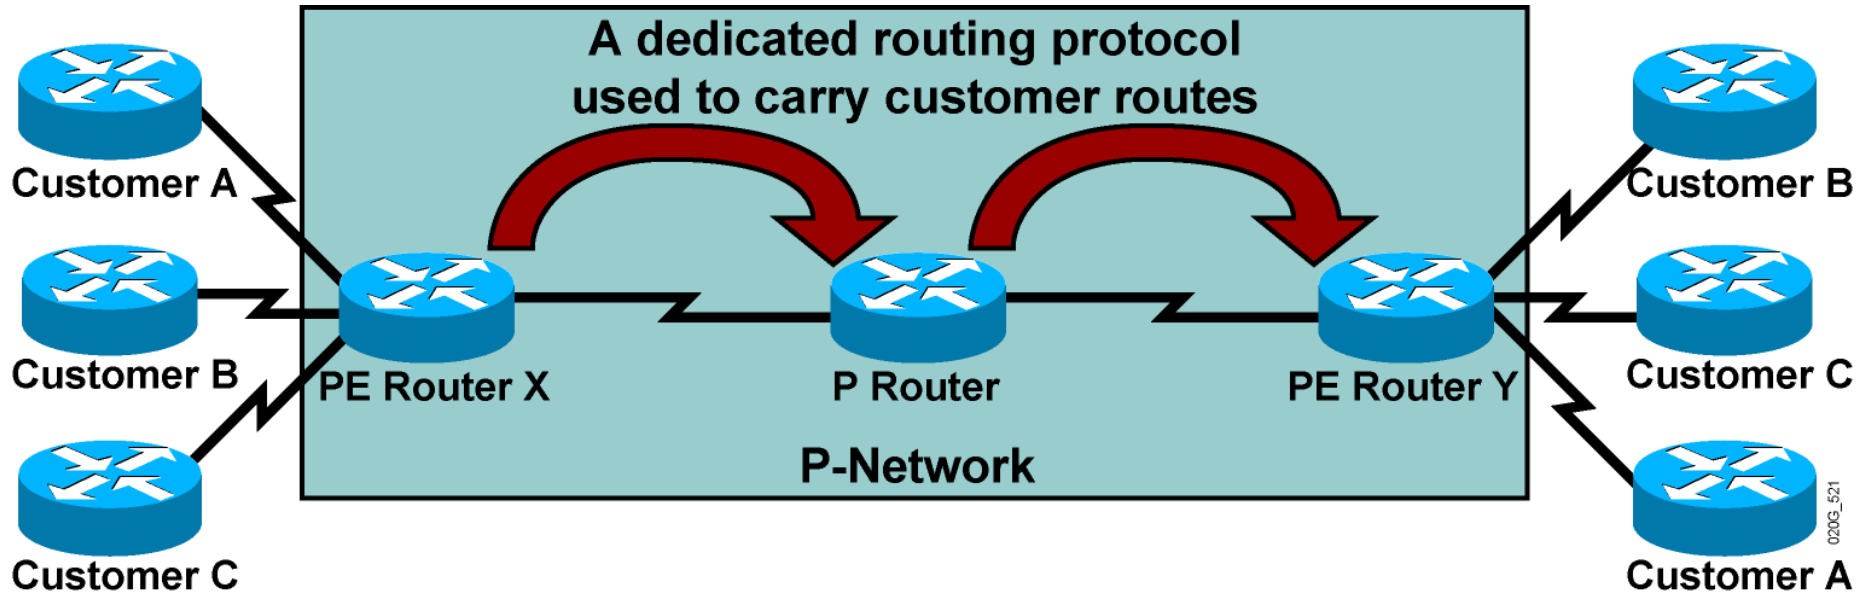 A dedicated routing protocol
used to carry customer routes
Customer A
Customer B
Customer B
Customer C
PE Router X
P Router
PE Router Y
P-Network
Customer C
Customer A
020G_521